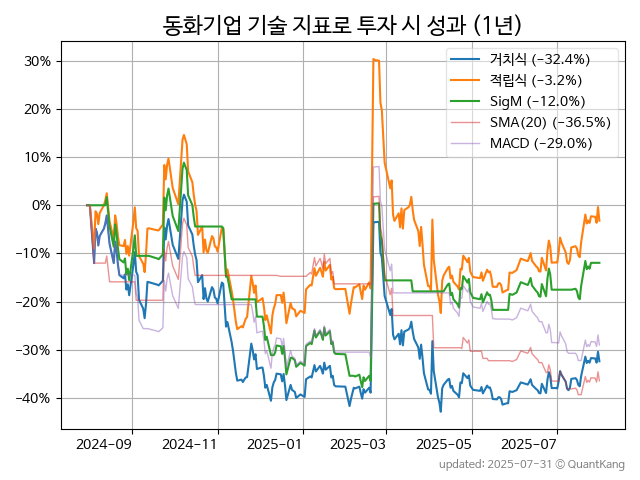 동화기업 기술 지표로 투자 시 성과 (1년)
30%
20%
10%
0%
−10%
−20%
−30%
−40%
거치식 (−32.4%)
적립식 (−3.2%)
SigM (−12.0%)
SMA(20) (−36.5%)
MACD (−29.0%)
2024-09
2024-11
2025-01
2025-03
2025-05
2025-07
updated: 2025-07-31 © QuantKang